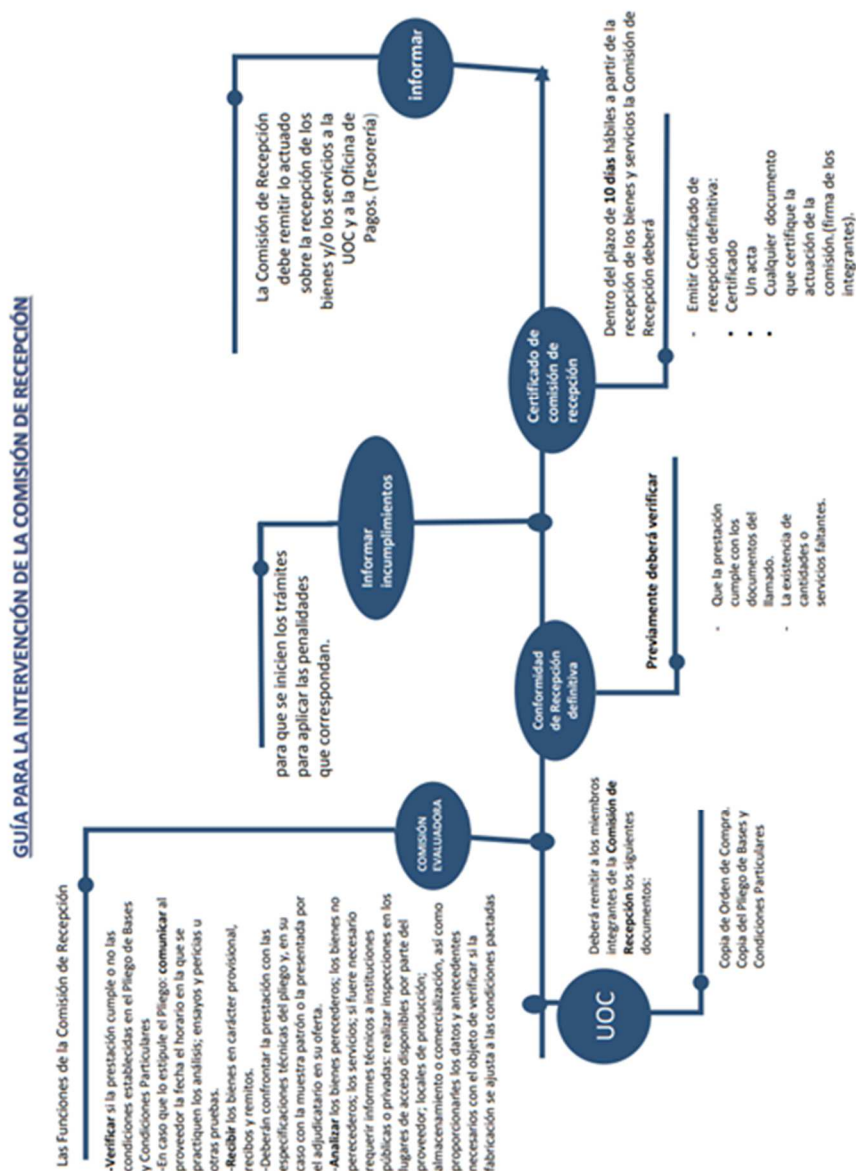 GUÍA PARA LA INTERVENCIÓN DE LA COMISIÓN DE RECEPCIÓN
Las Funciones de la Comisión de Recepción
-Verificar si la prestación cumple o no las
condiciones establecidas en el Pliego de Bases
y Condiciones Particulares
-En caso que lo estipule el Pliego: comunicar al
proveedor la fecha el horario en la que se
practiquen los análisis; ensayos y pericias u
otras pruebas.
-Recibir los bienes en carácter provisional,
recibos y remitos.
-Deberán confrontar la prestación con las
especificaciones técnicas del pliego y, en su
caso con la muestra patrón o la presentada por
el adjudicatario en su oferta.
-Analizar los bienes perecederos; los bienes no
perecederos; los servicios; si fuere necesario
requerir informes técnicos a instituciones
públicas o privadas: realizar inspecciones en los
lugares de acceso disponibles por parte del
proveedor; locales de producción;
almacenamiento o comercialización, así como
proporcionarles los datos y antecedentes
necesarios con el objeto de verificar si la
fabricación se ajusta a las condiciones pactadas
COMISIÓN
EVALUADORA
UOC
Deberá remitir a los miembros
integrantes de la Comisión de
Recepción los siguientes
documentos:
Copia de Orden de Compra.
Copia del Pliego de Bases y
Condiciones Particulares
Conformidad
de Recepción
definitiva
Previamente deberá verificar
- Que la prestación
cumple con los
documentos del
llamado.
- La existencia de
cantidades o
servicios faltantes.
para que se inicien los trámites
para aplicar las penalidades
que correspondan.
Informar
incumplimientos
Certificado de
comisión de
recepción
Dentro del plazo de 10 días hábiles a partir de la
recepción de los bienes y servicios la Comisión de
Recepción deberá
- Emitir Certificado de
recepción definitiva:
▪ Certificado
▪ Un acta
▪ Cualquier documento
que certifique la
actuación de la
comisión.(firma de los
integrantes).
La Comisión de Recepción
debe remitir lo actuado
sobre la recepción de los
bienes y/o los servicios a la
UOC y a la Oficina de
Pagos. (Tesorería)
informar